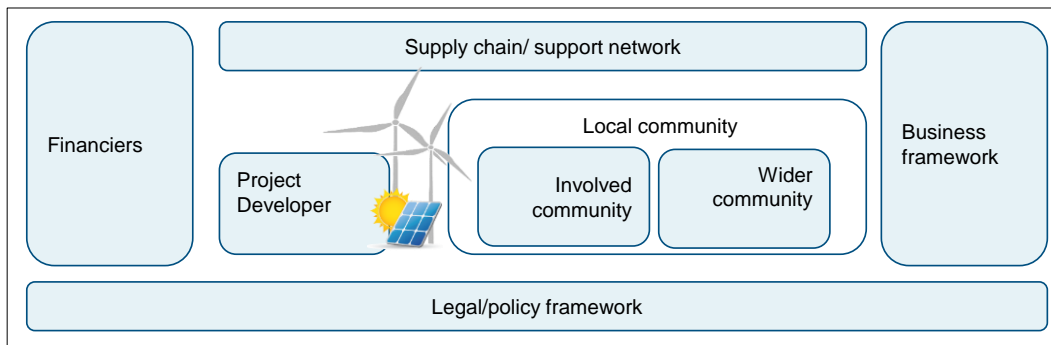 Supply chain/ support network
Financiers
Project
Developer
Local community
Involved
community
Wider
community
Business
framework
Legal/policy framework